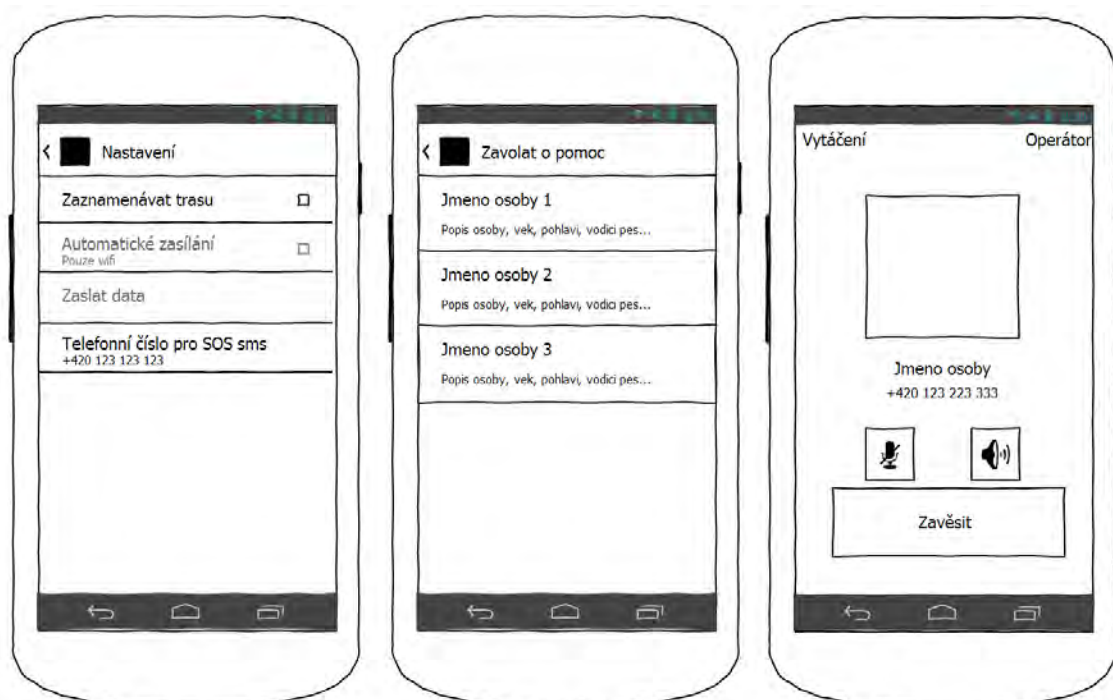 Nastavení
Zaznamenávat trasu
Automatické zasílání
Pouze wifi
Zaslat data
Telefonní číslo pro SOS sms
+420 123 123 123
Zavolat o pomoc
Jmeno osoby 1
Popis osoby, vek, pohlavi, vodici pes...
Jmeno osoby 2
Popis osoby, vek, pohlavi, vodici pes...
Jmeno osoby 3
Popis osoby, vek, pohlavi, vodici pes...
Vytáčení
Operátor
Jmeno osoby
+420 123 223 333
Zavěsit